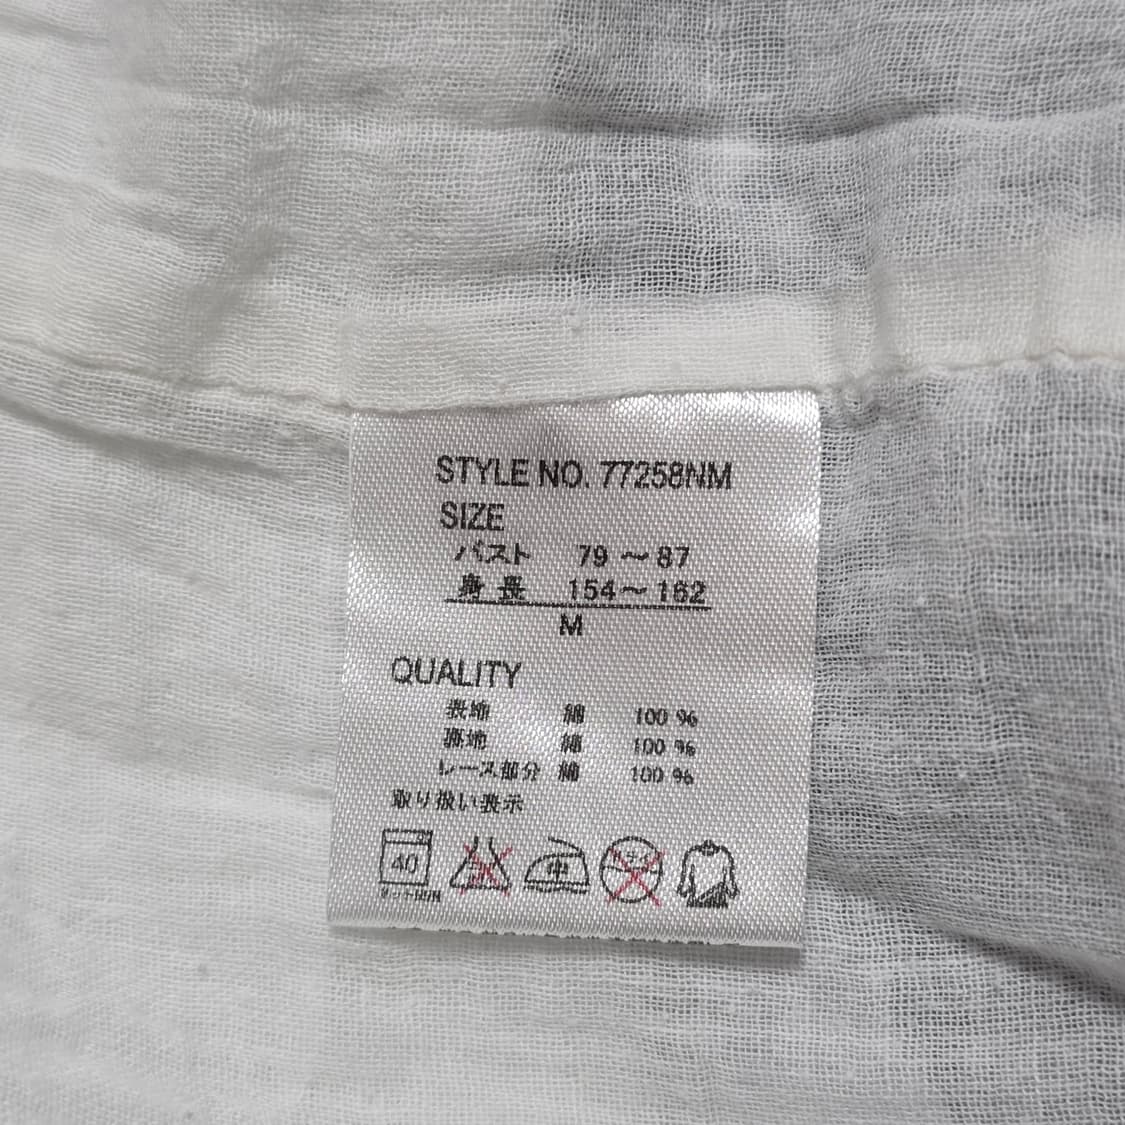 STYLE NO. 77258NM
SIZE
バスト 79～87
身長 154～162
M
QUALITY
表地 綿 100 %
裏地 綿 100 %
レース部分 綿 100 %
取り扱い表示
40 中